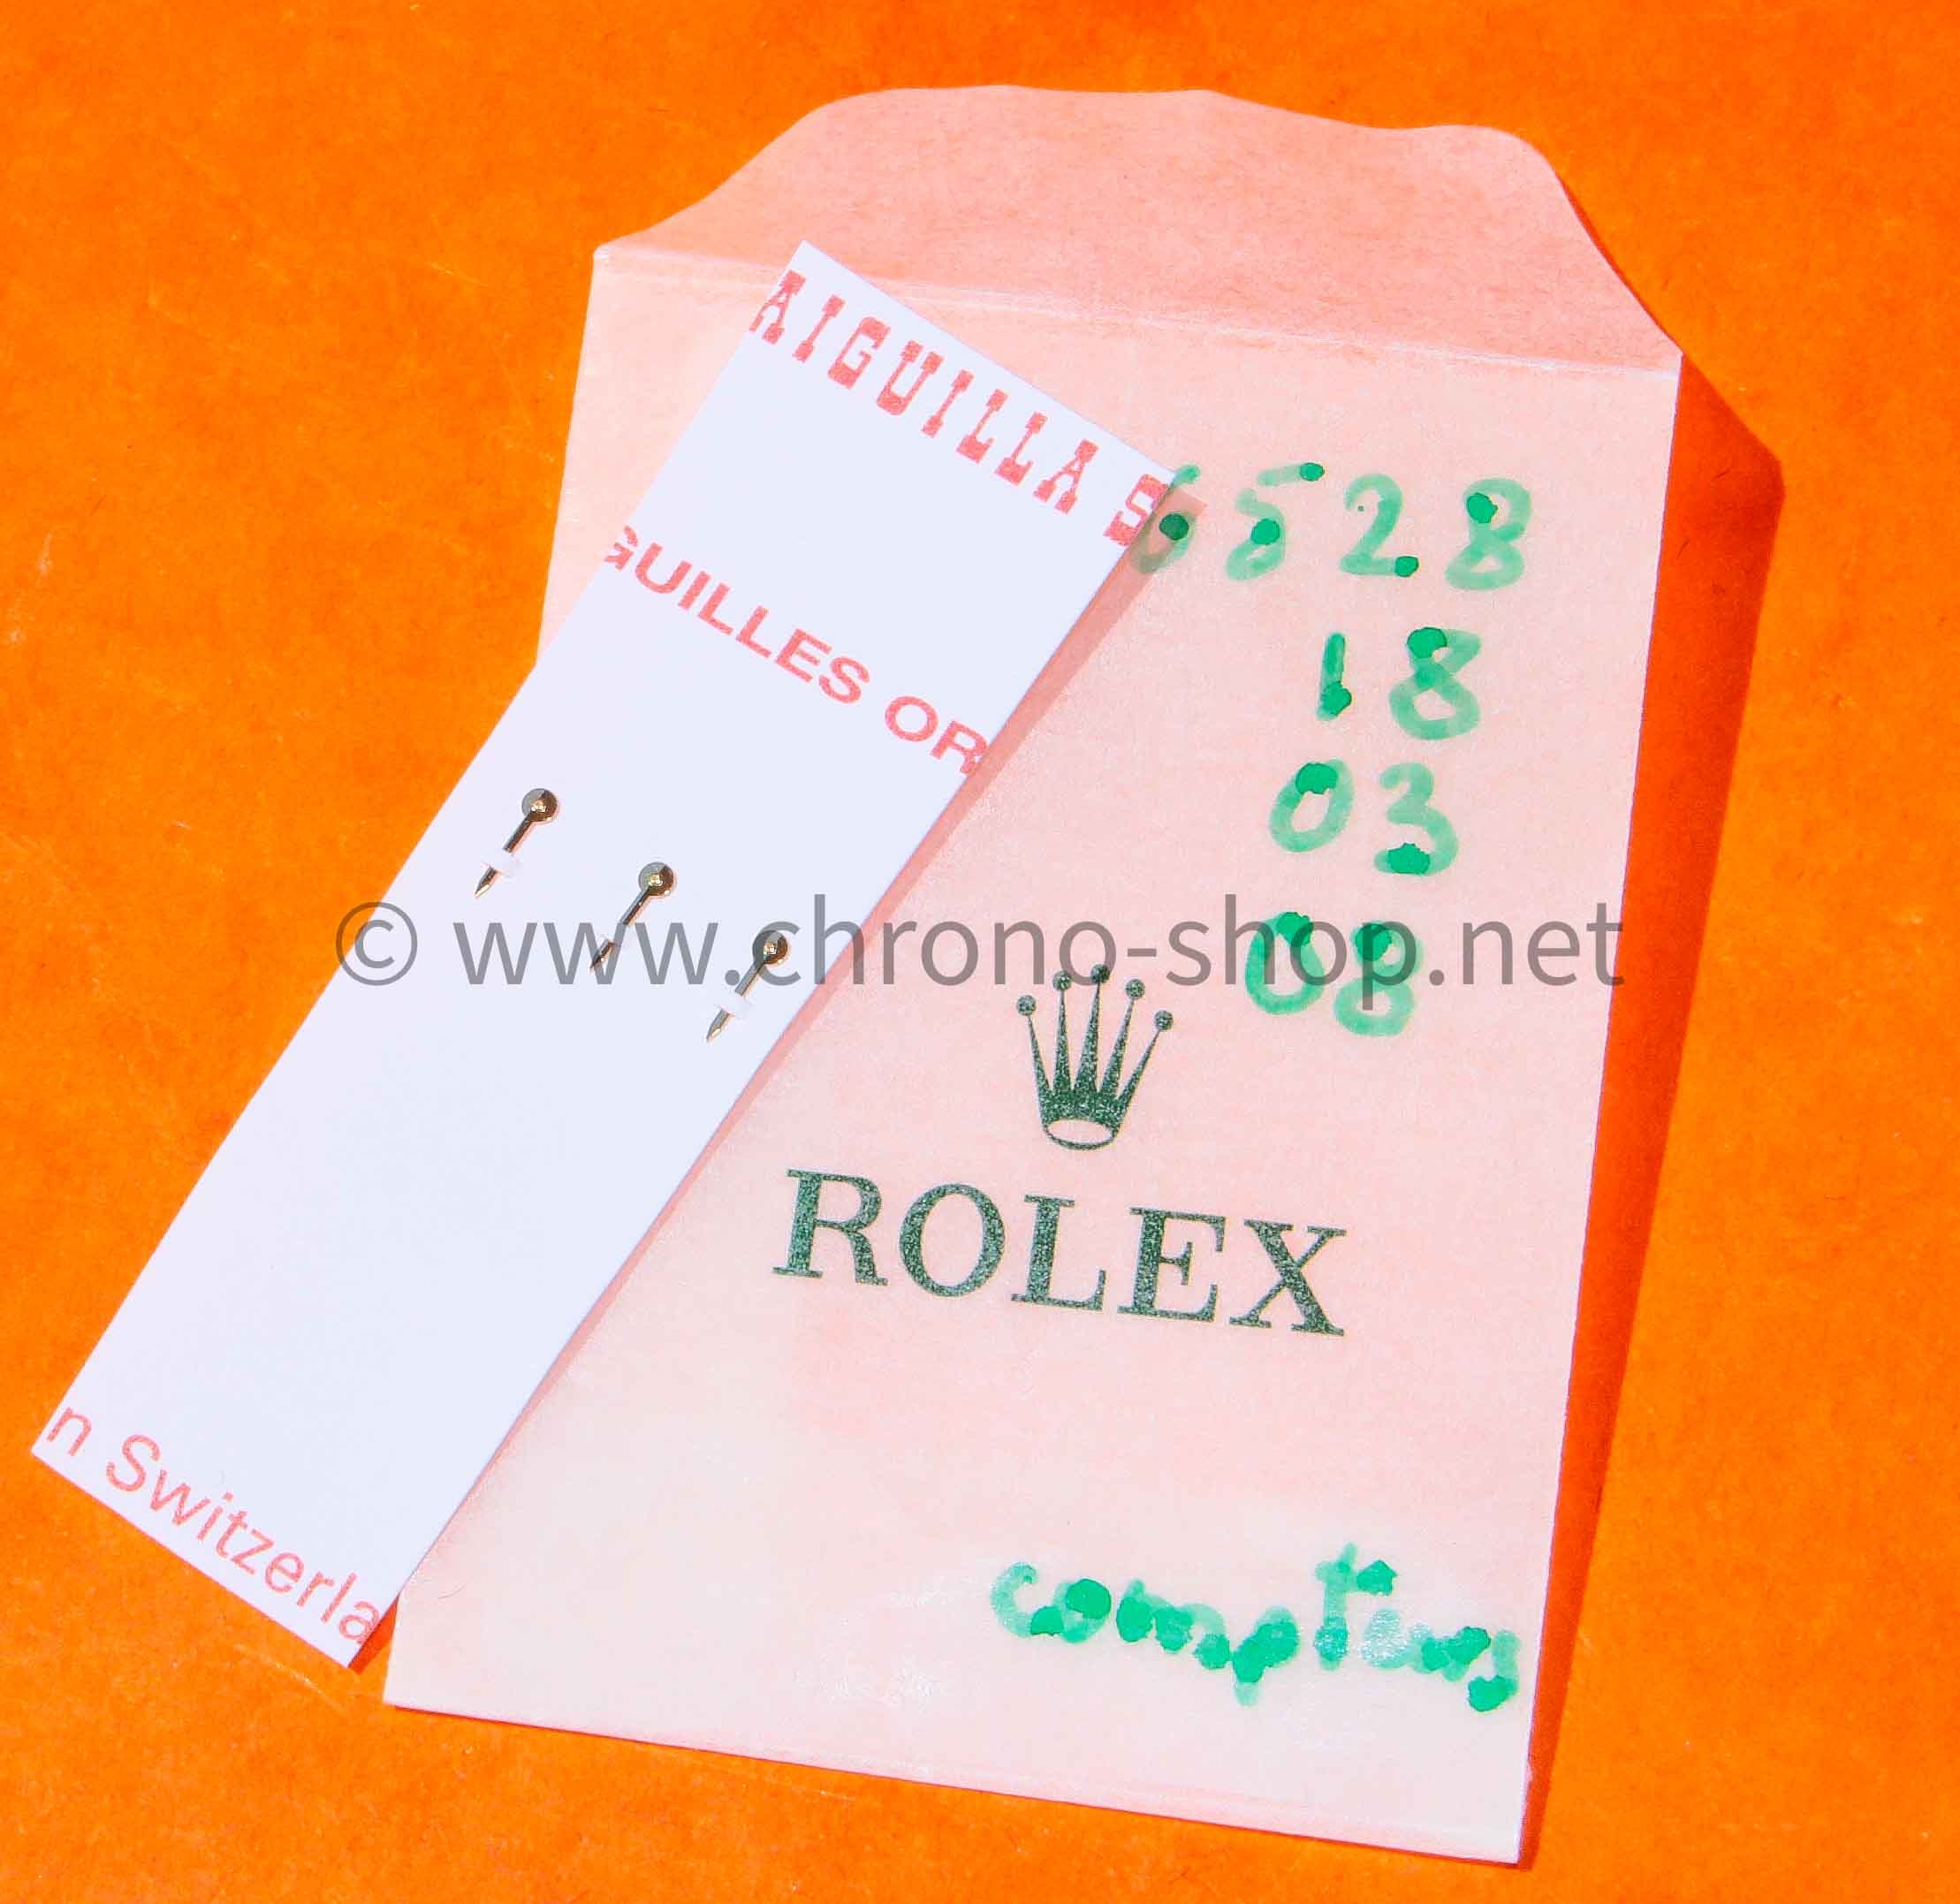 AIGUILLA S
GUILLES OR
6528
18
03
08
© www.chrono-shop.net
ROLEX
n Switzerla
compteurs